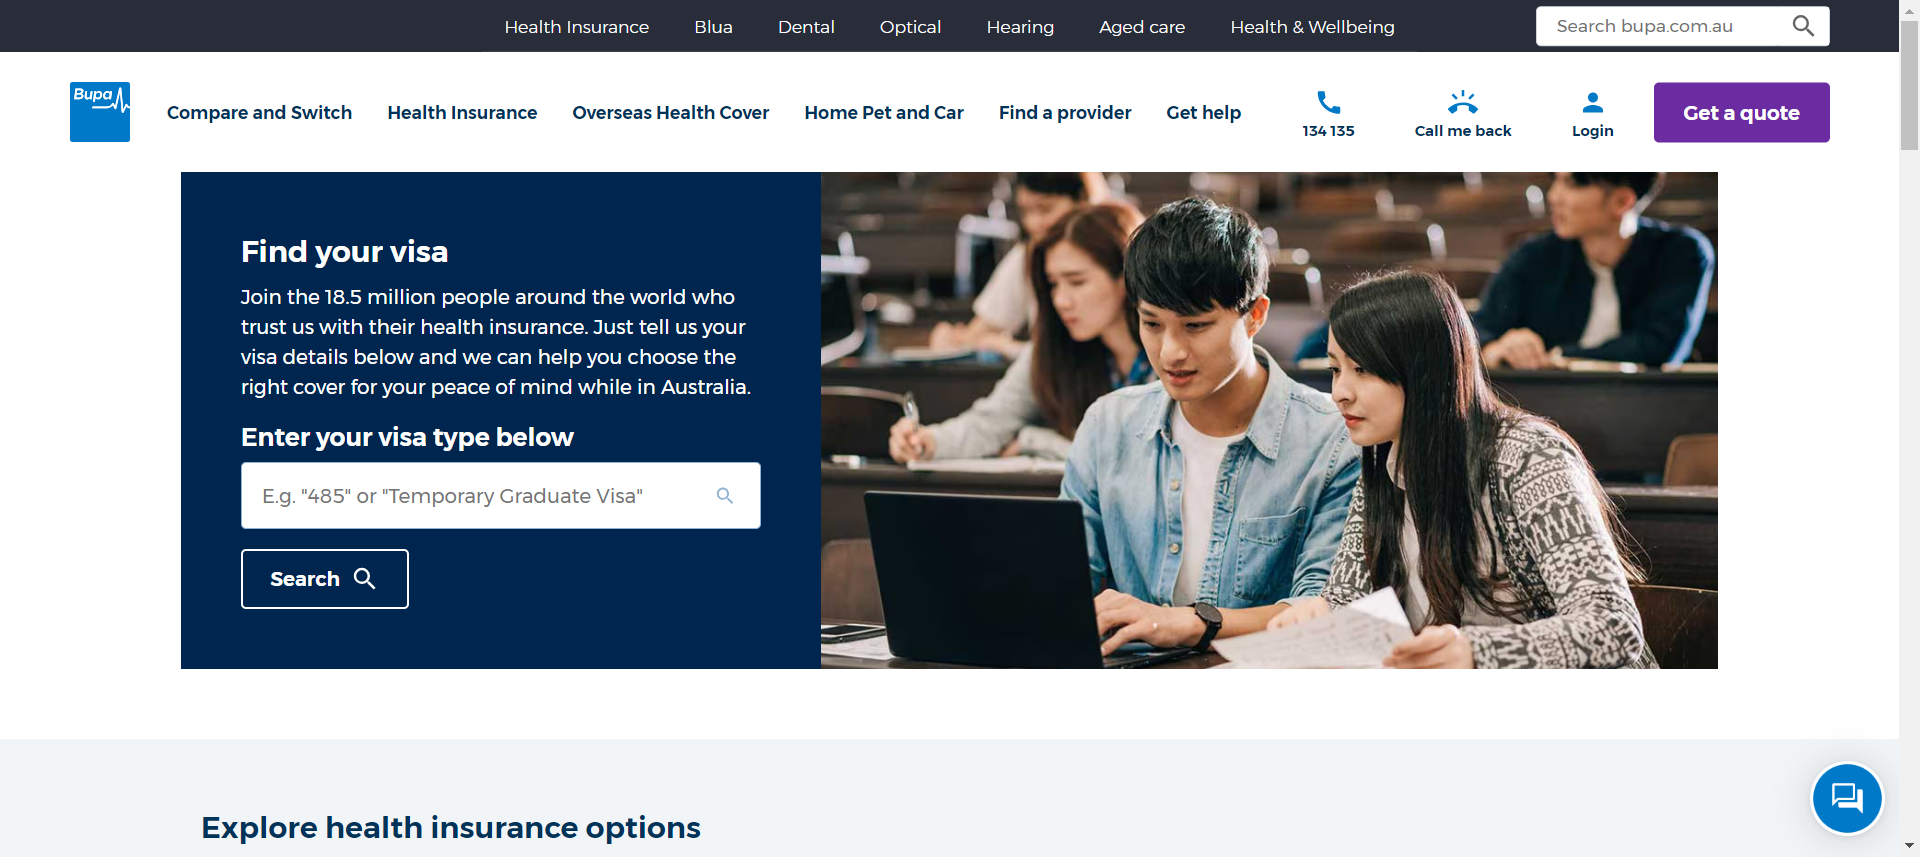 Health Insurance
Blua
Dental
Optical
Hearing
Aged care
Health & Wellbeing
Search bupa.com.au
Bupa
Compare and Switch
Health Insurance
Overseas Health Cover
Home Pet and Car
Find a provider
Get help
134 135
Call me back
Login
Get a quote
Find your visa
Join the 18.5 million people around the world who
trust us with their health insurance. Just tell us your
visa details below and we can help you choose the
right cover for your peace of mind while in Australia.
Enter your visa type below
E.g. "485" or "Temporary Graduate Visa"
Search
Explore health insurance options